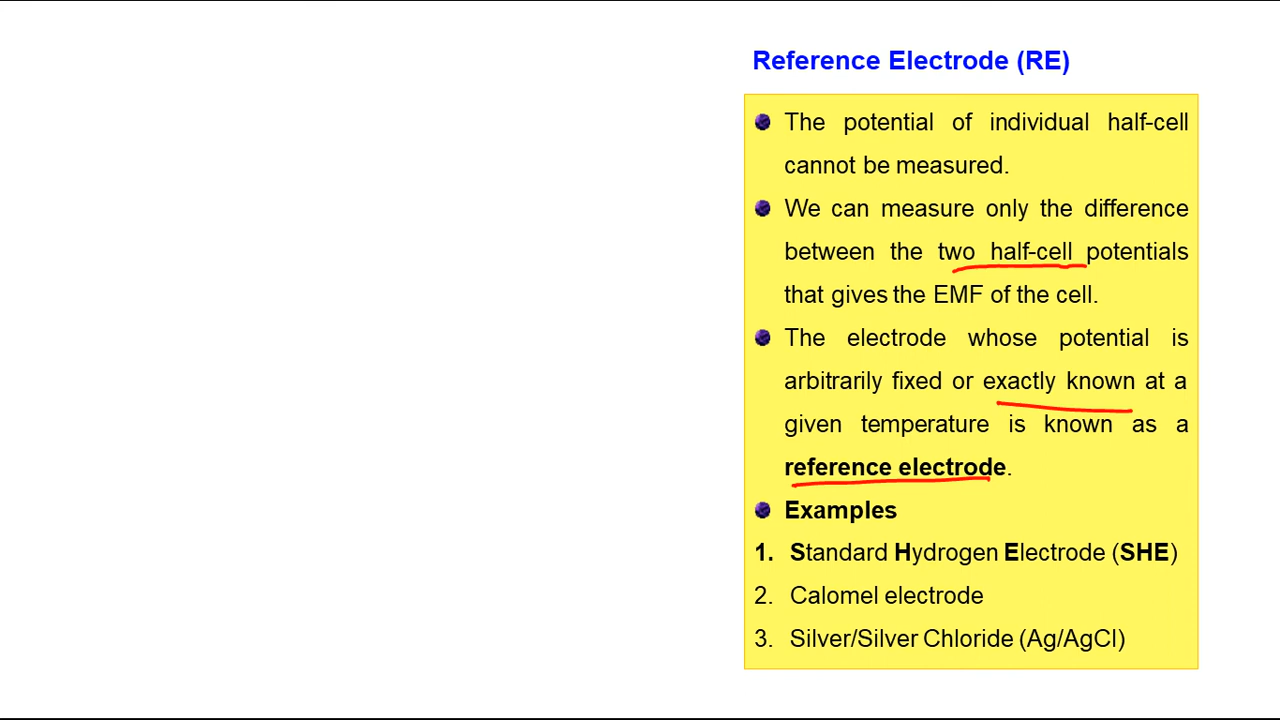 Reference Electrode (RE)
The potential of individual half-cell
cannot be measured.
We can measure only the difference
between the two half-cell potentials
that gives the EMF of the cell.
The electrode whose potential is
arbitrarily fixed or exactly known at a
given temperature is known as a
reference electrode.
Examples
1. Standard Hydrogen Electrode (SHE)
2. Calomel electrode
3. Silver/Silver Chloride (Ag/AgCl)